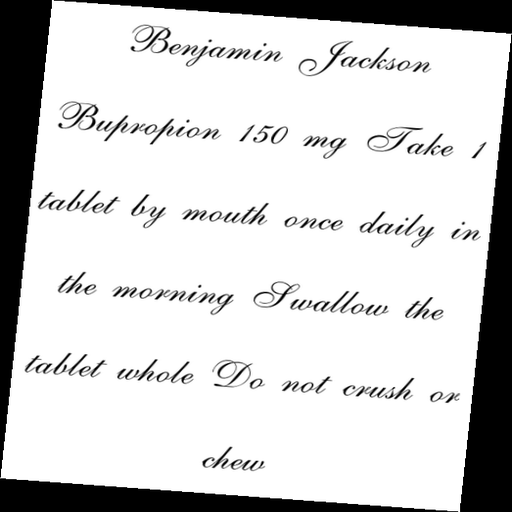 Benjamin Jackson
Bupropion 150 mg Take 1
tablet by mouth once daily in
the morning Swallow the
tablet whole Do not crush or
chew